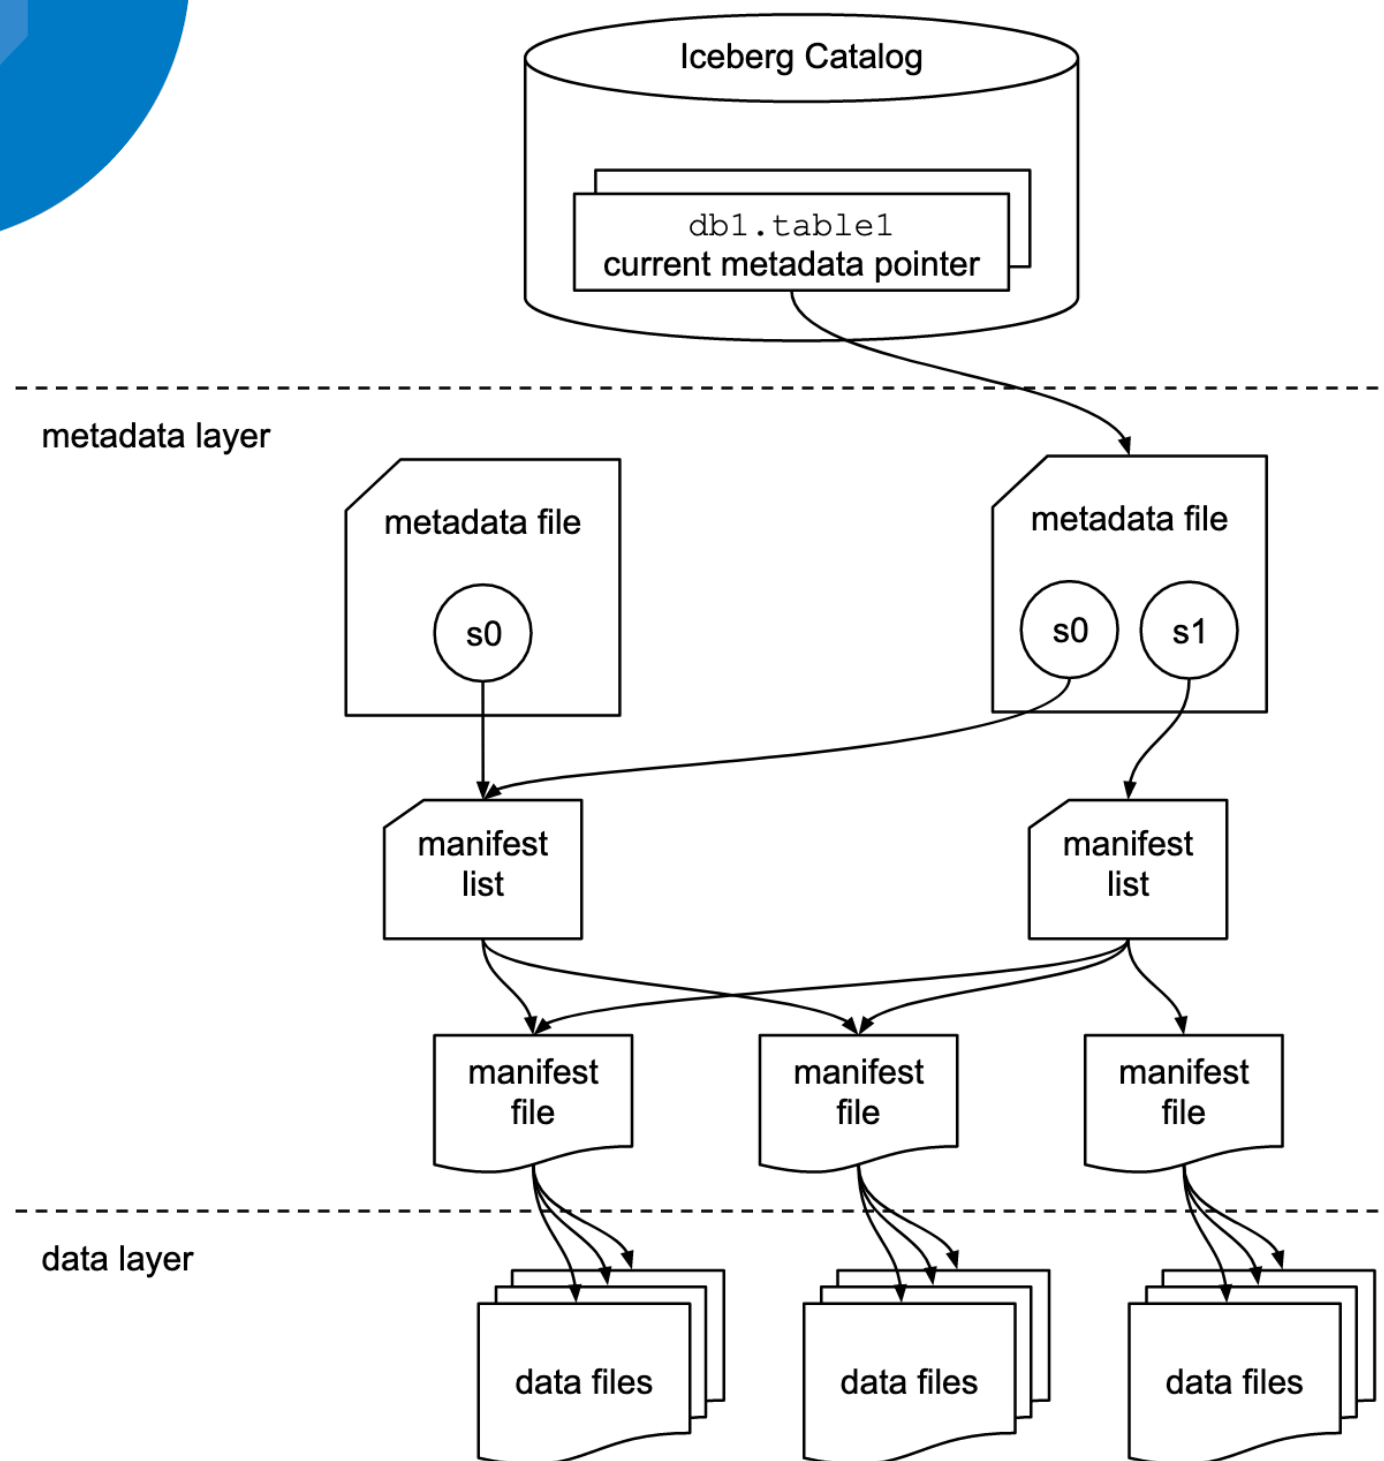 Iceberg Catalog
db1.table1
current metadata pointer
metadata layer
metadata file
s0
metadata file
s0
s1
manifest
list
manifest
list
manifest
file
manifest
file
manifest
file
data layer
data files
data files
data files